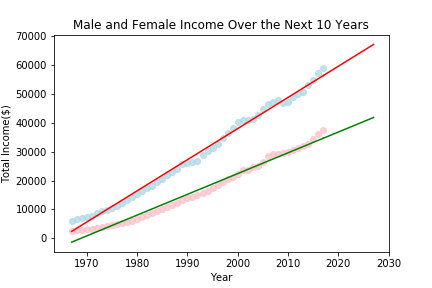 Male and Female Income Over the Next 10 Years
70000
60000
50000
40000
30000
20000
10000
0
Total Income($)
1970 1980 1990 2000 2010 2020 2030
Year